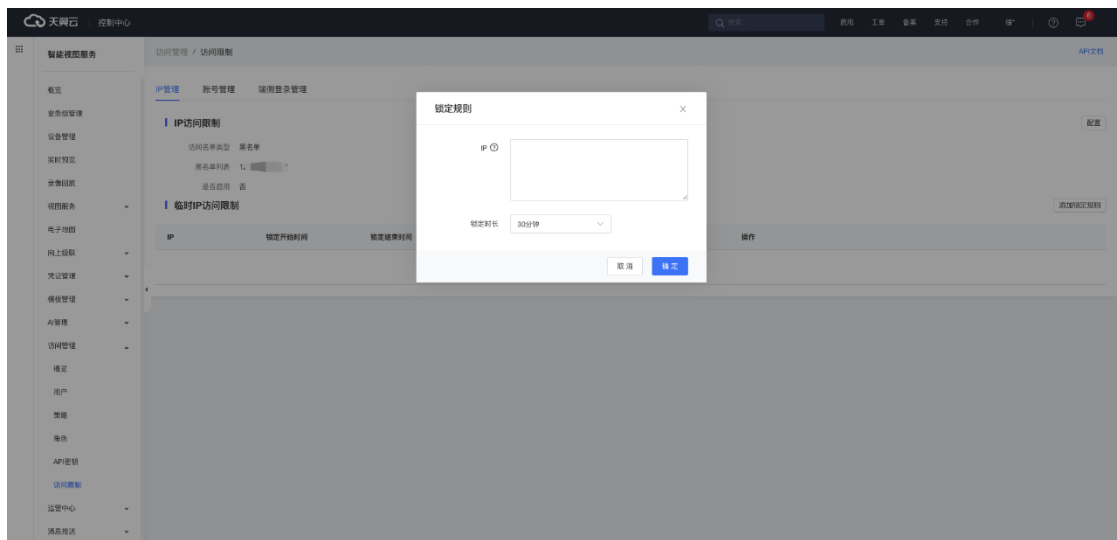 天翼云 控制中心 搜索 费用 工单 备案 支持 合作 6
智能视图服务 访问管理 / 访问限制 API文档
概览
业务组管理
设备管理
实时预览
录像回放
视图服务
电子地图
向上级联
凭证管理
模板管理
AI管理
访问管理
概览
用户
策略
角色
API密钥
访问限制
运营中心
消息推送
IP管理 账号管理 端侧登录管理
IP访问限制 配置
访问名单类型 黑名单
黑名单列表
是否启用 否
临时IP访问限制 添加锁定规则
IP 锁定开始时间 锁定结束时间 操作
锁定规则
IP
锁定时长 30分钟
取消 确定